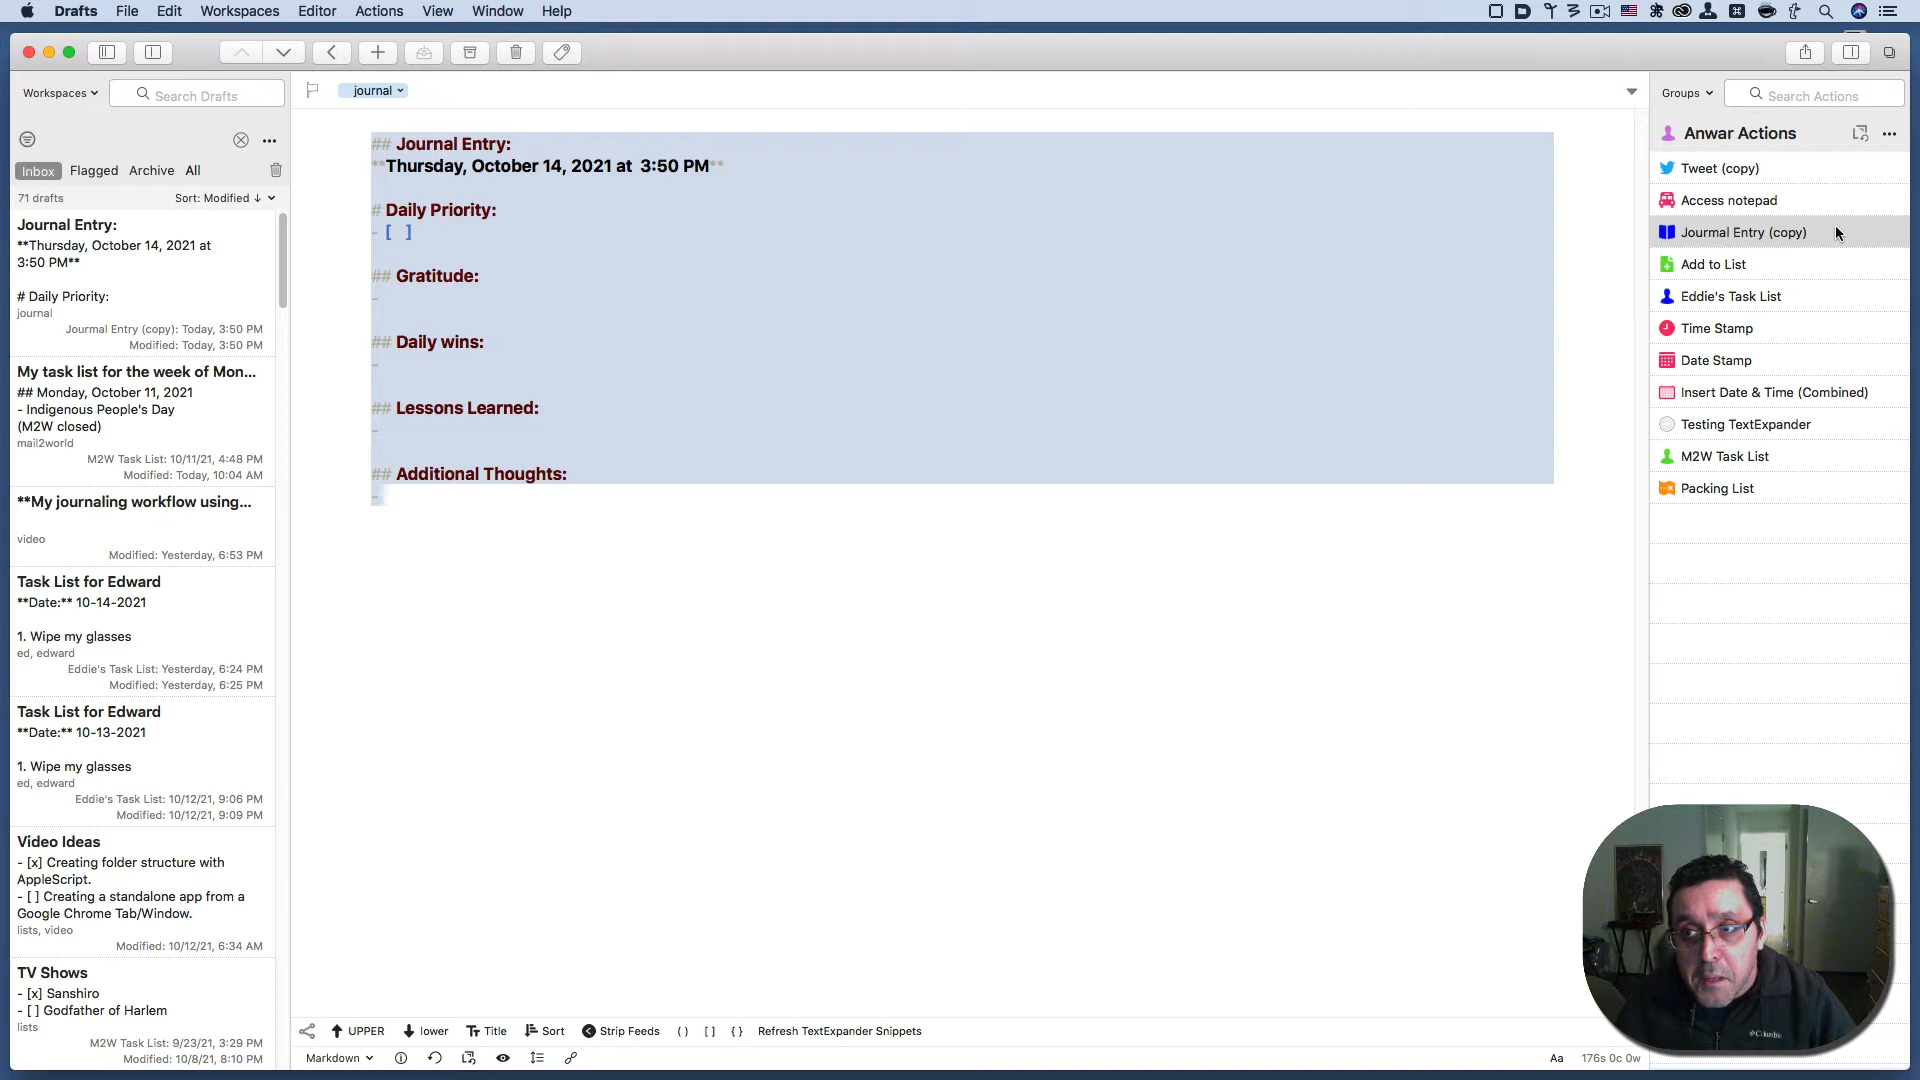 Drafts File Edit Workspaces Editor Actions View Window Help
Workspaces
Search Drafts
journal
Groups
Search Actions
Inbox Flagged Archive All
71 drafts
Sort: Modified ↓
Journal Entry:
**Thursday, October 14, 2021 at
3:50 PM**
# Daily Priority:
journal
Jourmal Entry (copy): Today, 3:50 PM
Modified: Today, 3:50 PM
My task list for the week of Mon...
## Monday, October 11, 2021
- Indigenous People's Day
(M2W closed)
mail2world
M2W Task List: 10/11/21, 4:48 PM
Modified: Today, 10:04 AM
**My journaling workflow using...
video
Modified: Yesterday, 6:53 PM
Task List for Edward
**Date:** 10-14-2021
1. Wipe my glasses
ed, edward
Eddie's Task List: Yesterday, 6:24 PM
Modified: Yesterday, 6:25 PM
Task List for Edward
**Date:** 10-13-2021
1. Wipe my glasses
ed, edward
Eddie's Task List: 10/12/21, 9:06 PM
Modified: 10/12/21, 9:09 PM
Video Ideas
- [x] Creating folder structure with
AppleScript.
- [ ] Creating a standalone app from a
Google Chrome Tab/Window.
lists, video
Modified: 10/12/21, 6:34 AM
TV Shows
- [x] Sanshiro
- [ ] Godfather of Harlem
lists
M2W Task List: 9/23/21, 3:29 PM
Modified: 10/8/21, 8:10 PM
## Journal Entry:
**Thursday, October 14, 2021 at  3:50 PM**
# Daily Priority:
- [ ]
## Gratitude:
-
## Daily wins:
-
## Lessons Learned:
-
## Additional Thoughts:
-
Anwar Actions
Tweet (copy)
Access notepad
Jourmal Entry (copy)
Add to List
Eddie's Task List
Time Stamp
Date Stamp
Insert Date & Time (Combined)
Testing TextExpander
M2W Task List
Packing List
Columbia
UPPER lower Tt Title Sort Strip Feeds ( ) [ ] { } Refresh TextExpander Snippets
Markdown
Aa 176s 0c 0w